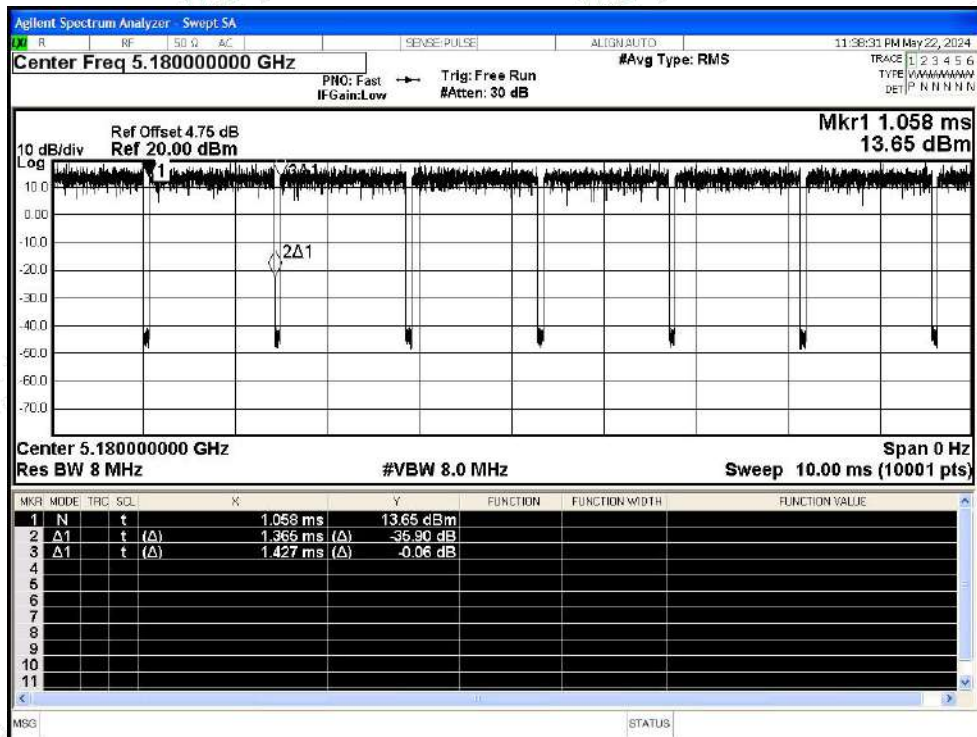 Agilent Spectrum Analyzer - Swept SA
LXI R RF 50 Ω AC SENSE:PULSE ALIGN AUTO 11:38:31 PM May 22, 2024
Center Freq 5.180000000 GHz #Avg Type: RMS TRACE 1 2 3 4 5 6
PNO: Fast Trig: Free Run TYPE
IFGain:Low #Atten: 30 dB DET P N N N N N
Mkr1 1.058 ms
Ref Offset 4.75 dB
10 dB/div Ref 20.00 dBm 13.65 dBm
Log
1 3Δ1
10.0
0.00
2Δ1
-10.0
-20.0
-30.0
-40.0
-50.0
-60.0
-70.0
Center 5.180000000 GHz Span 0 Hz
Res BW 8 MHz #VBW 8.0 MHz Sweep 10.00 ms (10001 pts)
MKR MODE TRC SCL X Y FUNCTION FUNCTION WIDTH FUNCTION VALUE
1 N t 1.058 ms 13.65 dBm
2 Δ1 t (Δ) 1.365 ms (Δ) -35.90 dB
3 Δ1 t (Δ) 1.427 ms (Δ) -0.06 dB
4
5
6
7
8
9
10
11
MSG STATUS